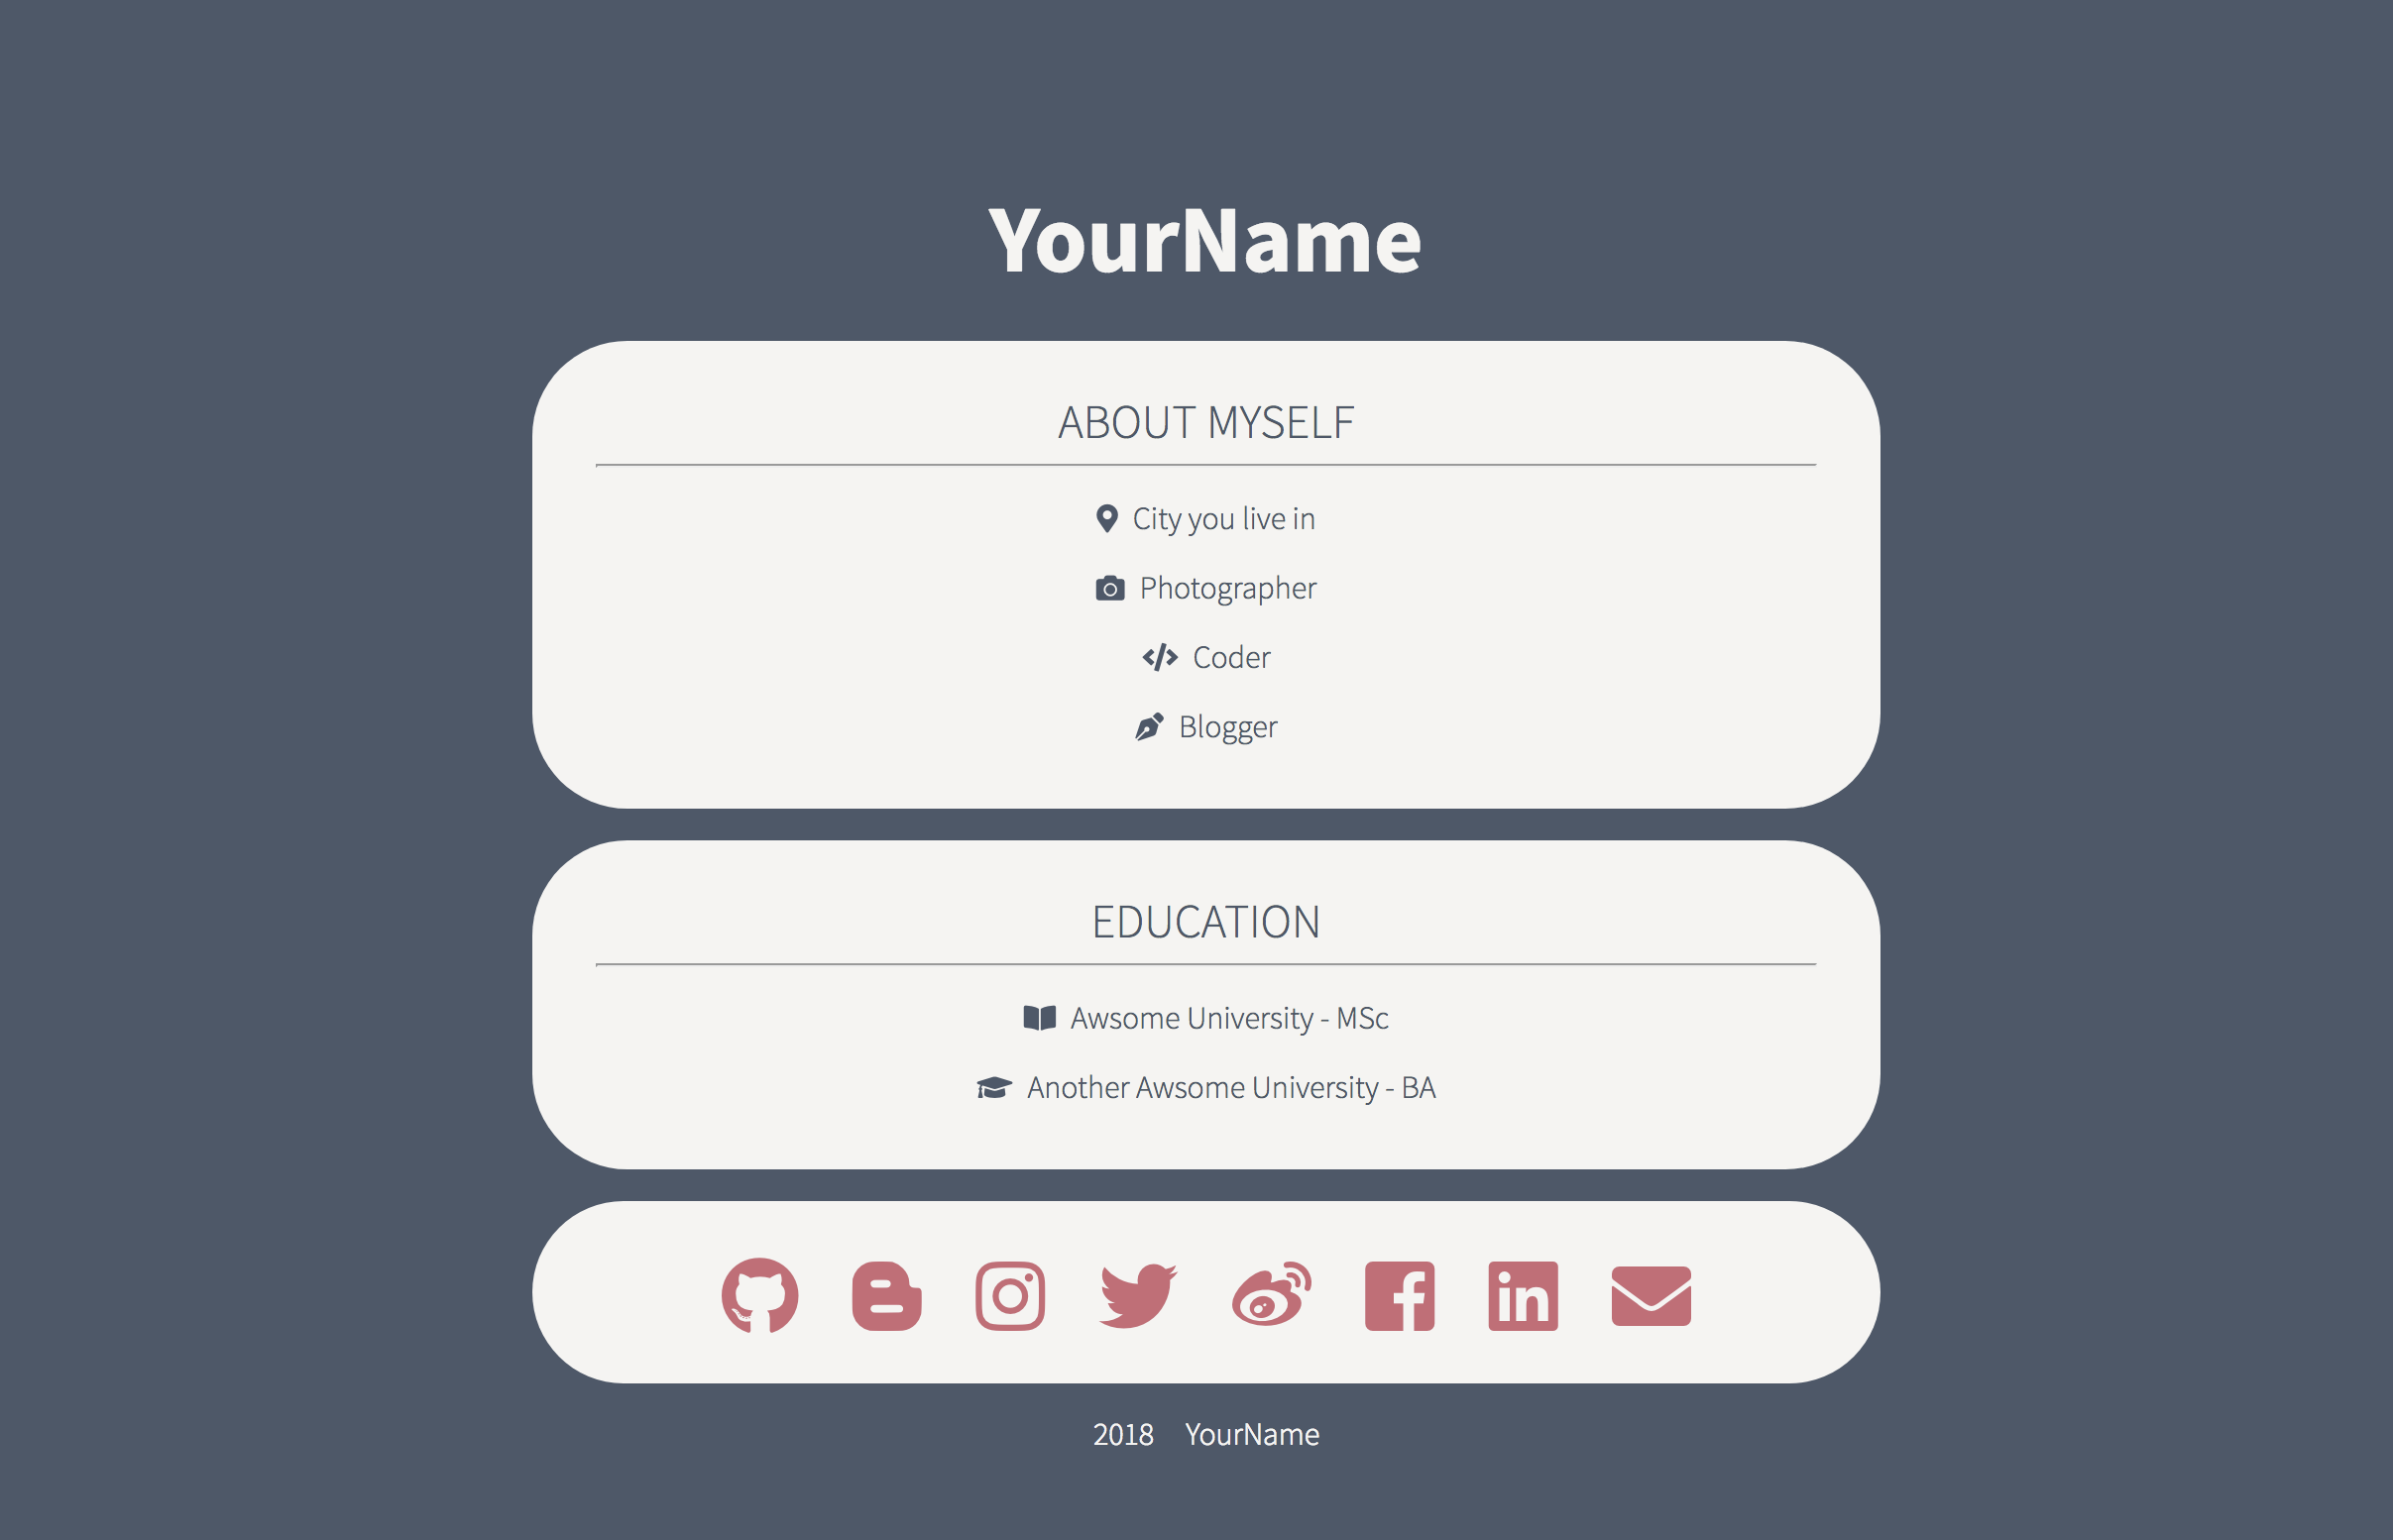 YourName
ABOUT MYSELF
City you live in
Photographer
Coder
Blogger
EDUCATION
Awsome University - MSc
Another Awsome University - BA
2018 YourName